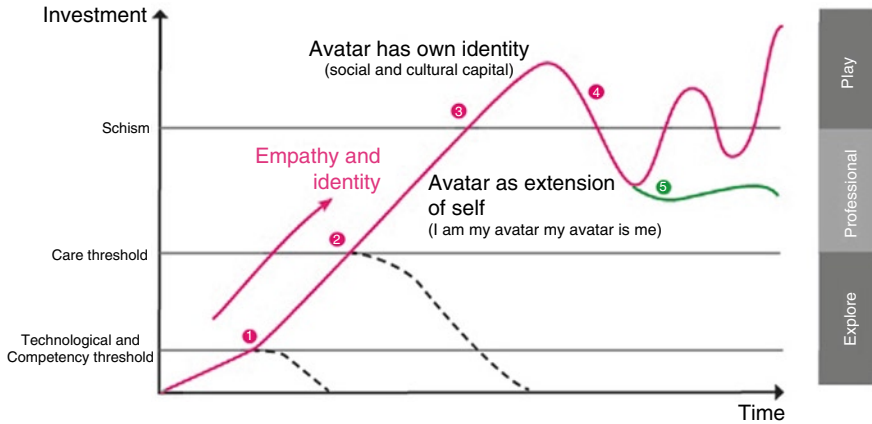 Investment
Avatar has own identity
(social and cultural capital)
4
3
Schism
Empathy and
identity
Avatar as extension
of self
(I am my avatar my avatar is me)
5
2
Care threshold
1
Technological and
Competency threshold
Time
Play
Professional
Explore